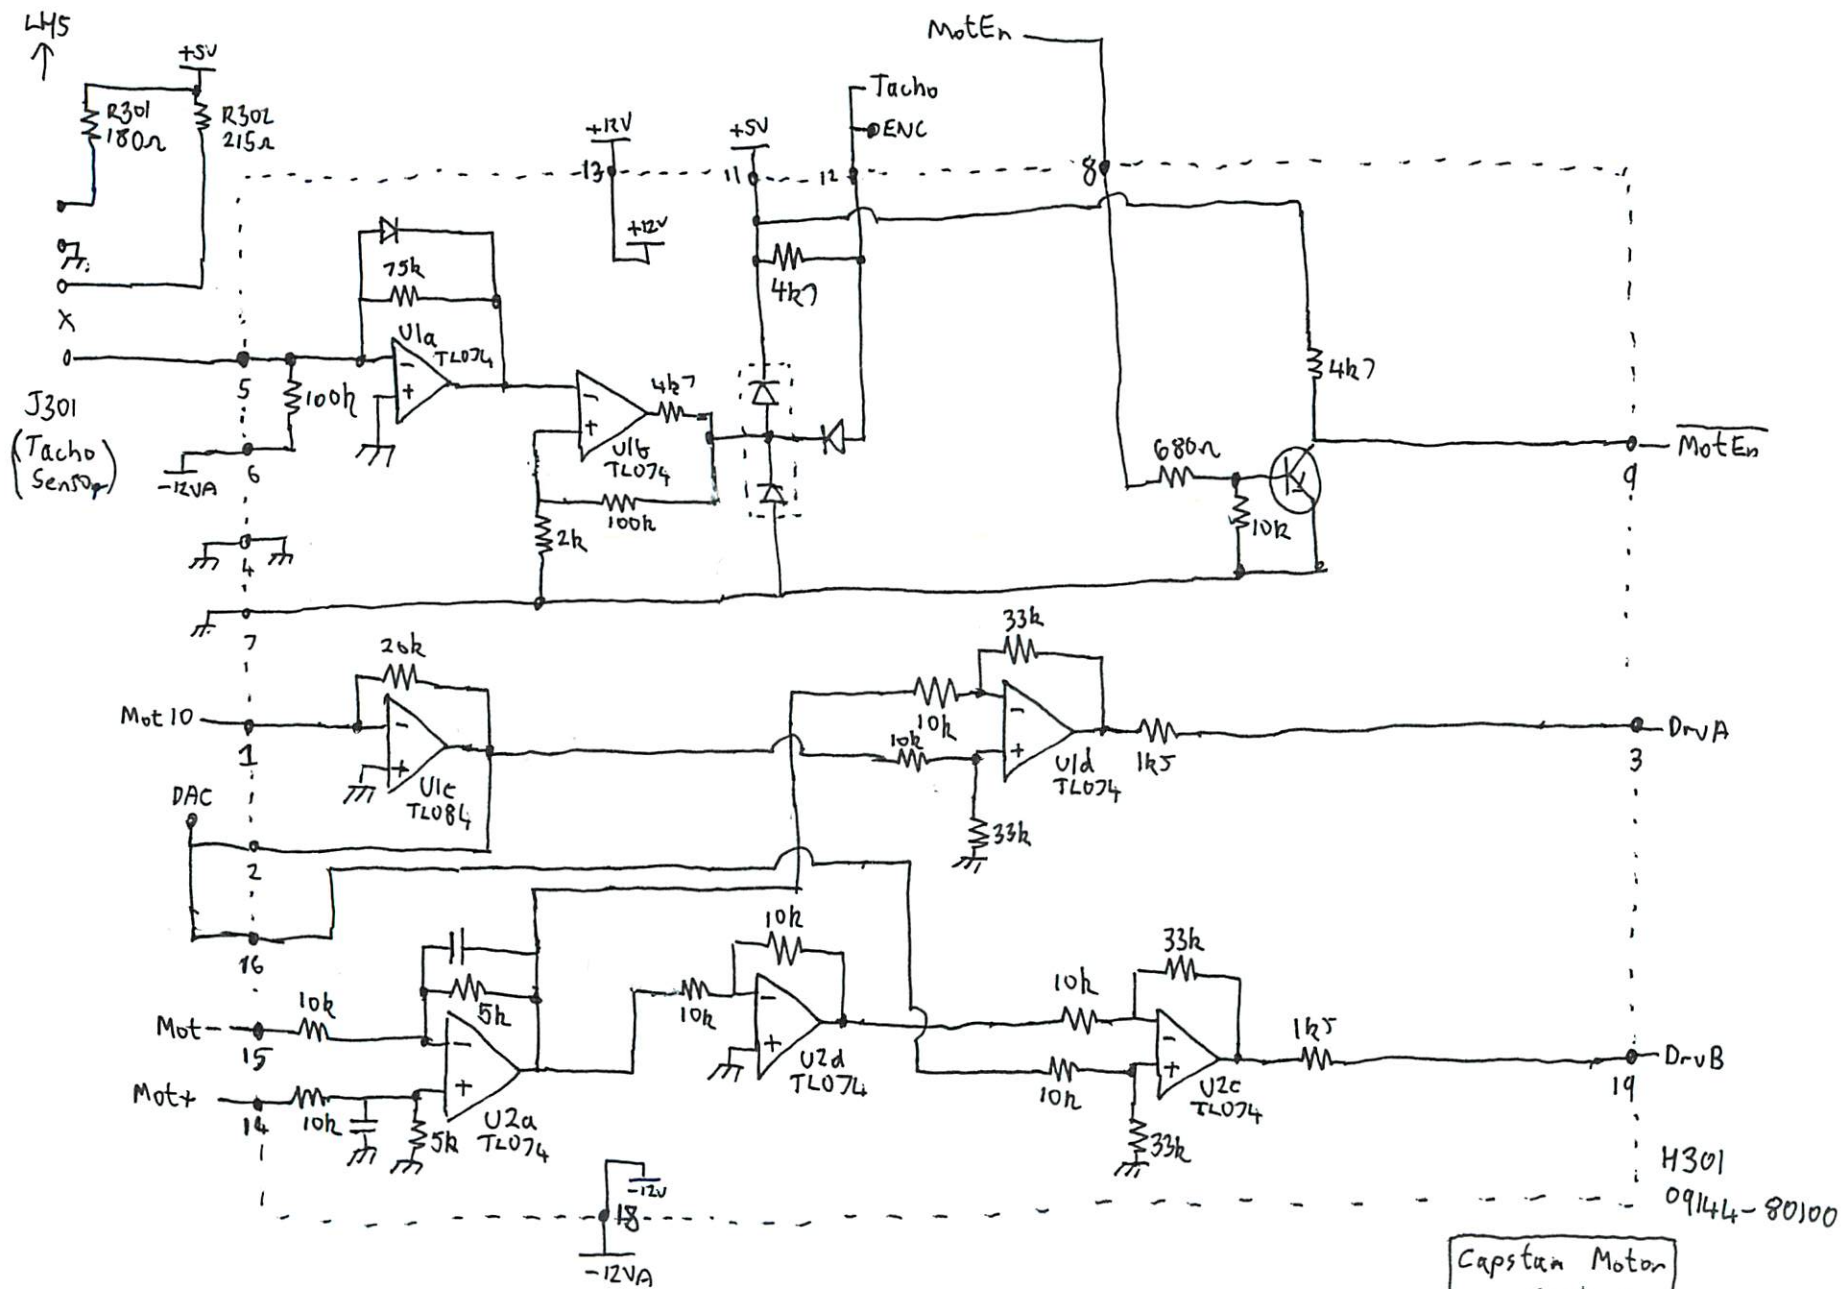 LH5
+5V
R301
180Ω
R302
215Ω
X
J301
(Tacho
Sensor)
5
100k
6
-12VA
4
7
75k
U1a
TL074
+12V
13
+12V
U1b
TL074
4k7
100k
2k
+5V
11
12
Tacho
ENC
4k7
MotEn
8
4k7
680Ω
10k
MotEn
9
Mot10
1
20k
U1c
TL084
DAC
2
16
10k
10k
33k
33k
U1d
TL074
1k5
DrvA
3
Mot-
15
10k
5k
Mot+
14
10k
5k
U2a
TL074
10k
10k
U2d
TL074
10k
10k
33k
33k
U2c
TL074
1k5
DrvB
19
-12V
18
-12VA
H301
09144-80100
Capstan Motor